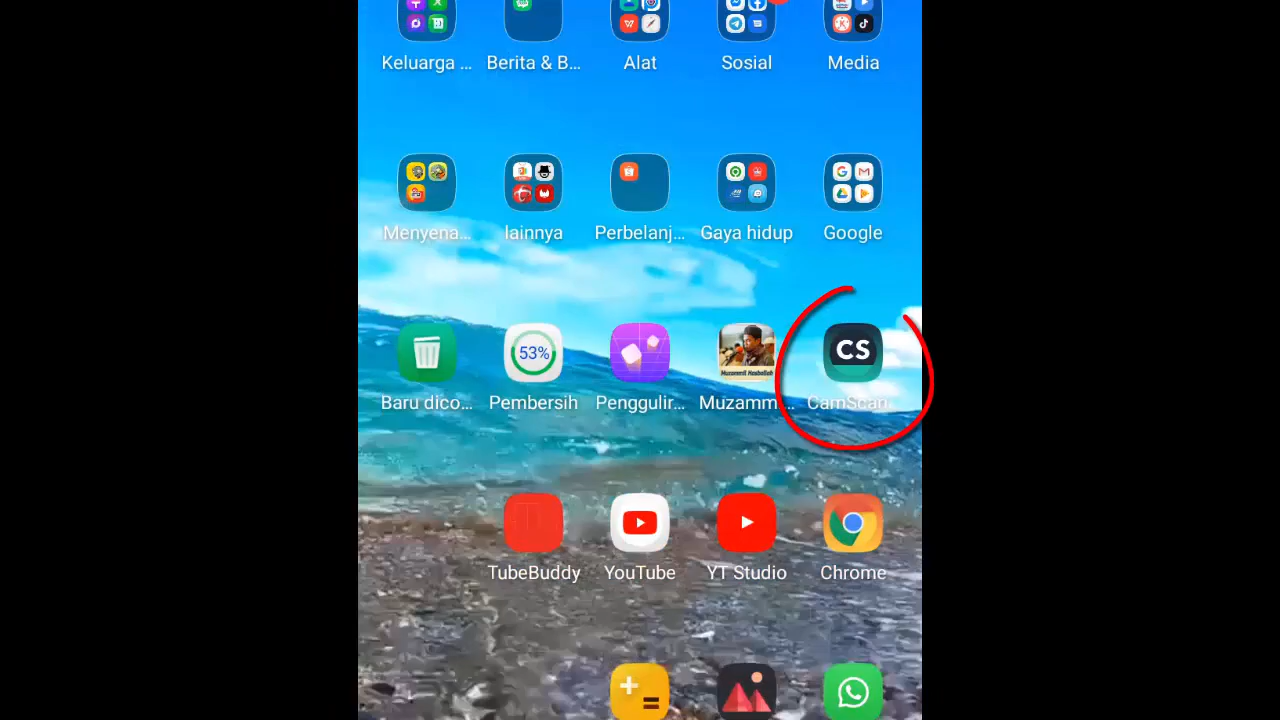 Keluarga ... Berita & B... Alat Sosial Media
Menyena... lainnya Perbelanj... Gaya hidup Google
53%
CS
Baru dico... Pembersih Penggulir... Muzamm... CamScan...
TubeBuddy YouTube YT Studio Chrome